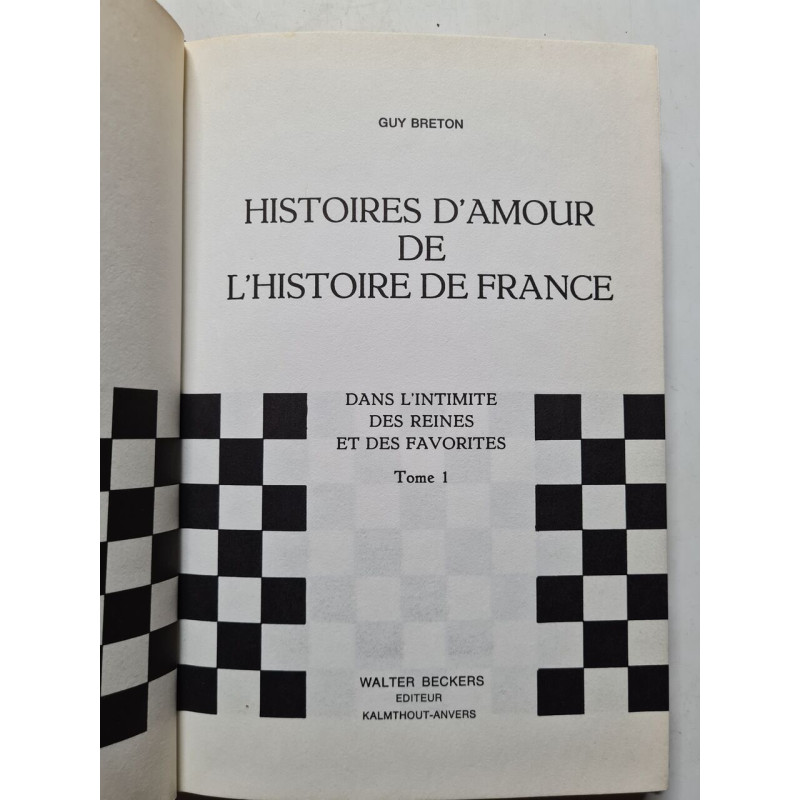 GUY BRETON
HISTOIRES D'AMOUR
DE
L'HISTOIRE DE FRANCE
DANS L'INTIMITE
DES REINES
ET DES FAVORITES
Tome 1
WALTER BECKERS
EDITEUR
KALMTHOUT-ANVERS